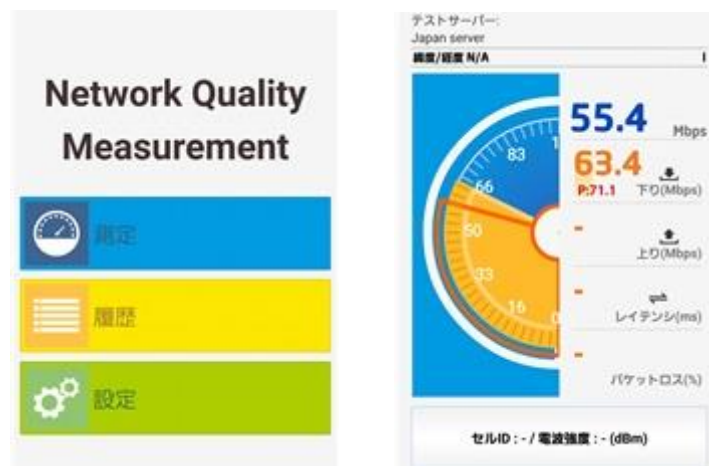 Network Quality
Measurement
測定
履歴
設定
テストサーバー:
Japan server
緯度/経度 N/A
55.4 Mbps
63.4
P:71.1 下り(Mbps)
-
上り(Mbps)
-
レイテンシ(ms)
-
パケットロス(%)
83
66
50
33
16
0
セルID : - / 電波強度 : - (dBm)